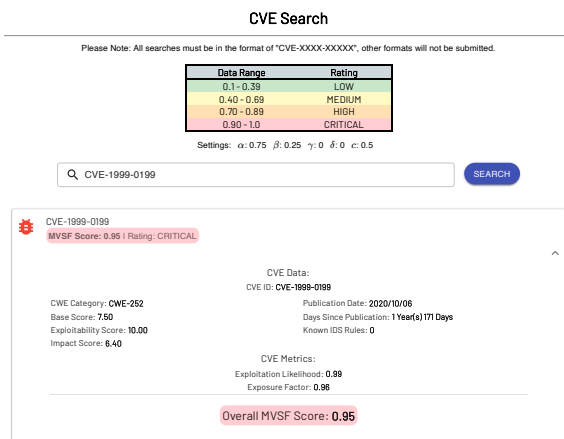 CVE Search
Please Note: All searches must be in the format of "CVE-XXXX-XXXXX", other formats will not be submitted.
Data Range Rating
0.1 - 0.39 LOW
0.40 - 0.69 MEDIUM
0.70 - 0.89 HIGH
0.90 - 1.0 CRITICAL
Settings: α: 0.75 β: 0.25 γ: 0 δ: 0 c: 0.5
CVE-1999-0199 SEARCH
CVE-1999-0199
MVSF Score: 0.95 | Rating: CRITICAL
CVE Data:
CVE ID: CVE-1999-0199
CWE Category: CWE-252 Publication Date: 2020/10/06
Base Score: 7.50 Days Since Publication: 1 Year(s) 171 Days
Exploitability Score: 10.00 Known IDS Rules: 0
Impact Score: 6.40
CVE Metrics:
Exploitation Likelihood: 0.99
Exposure Factor: 0.96
Overall MVSF Score: 0.95